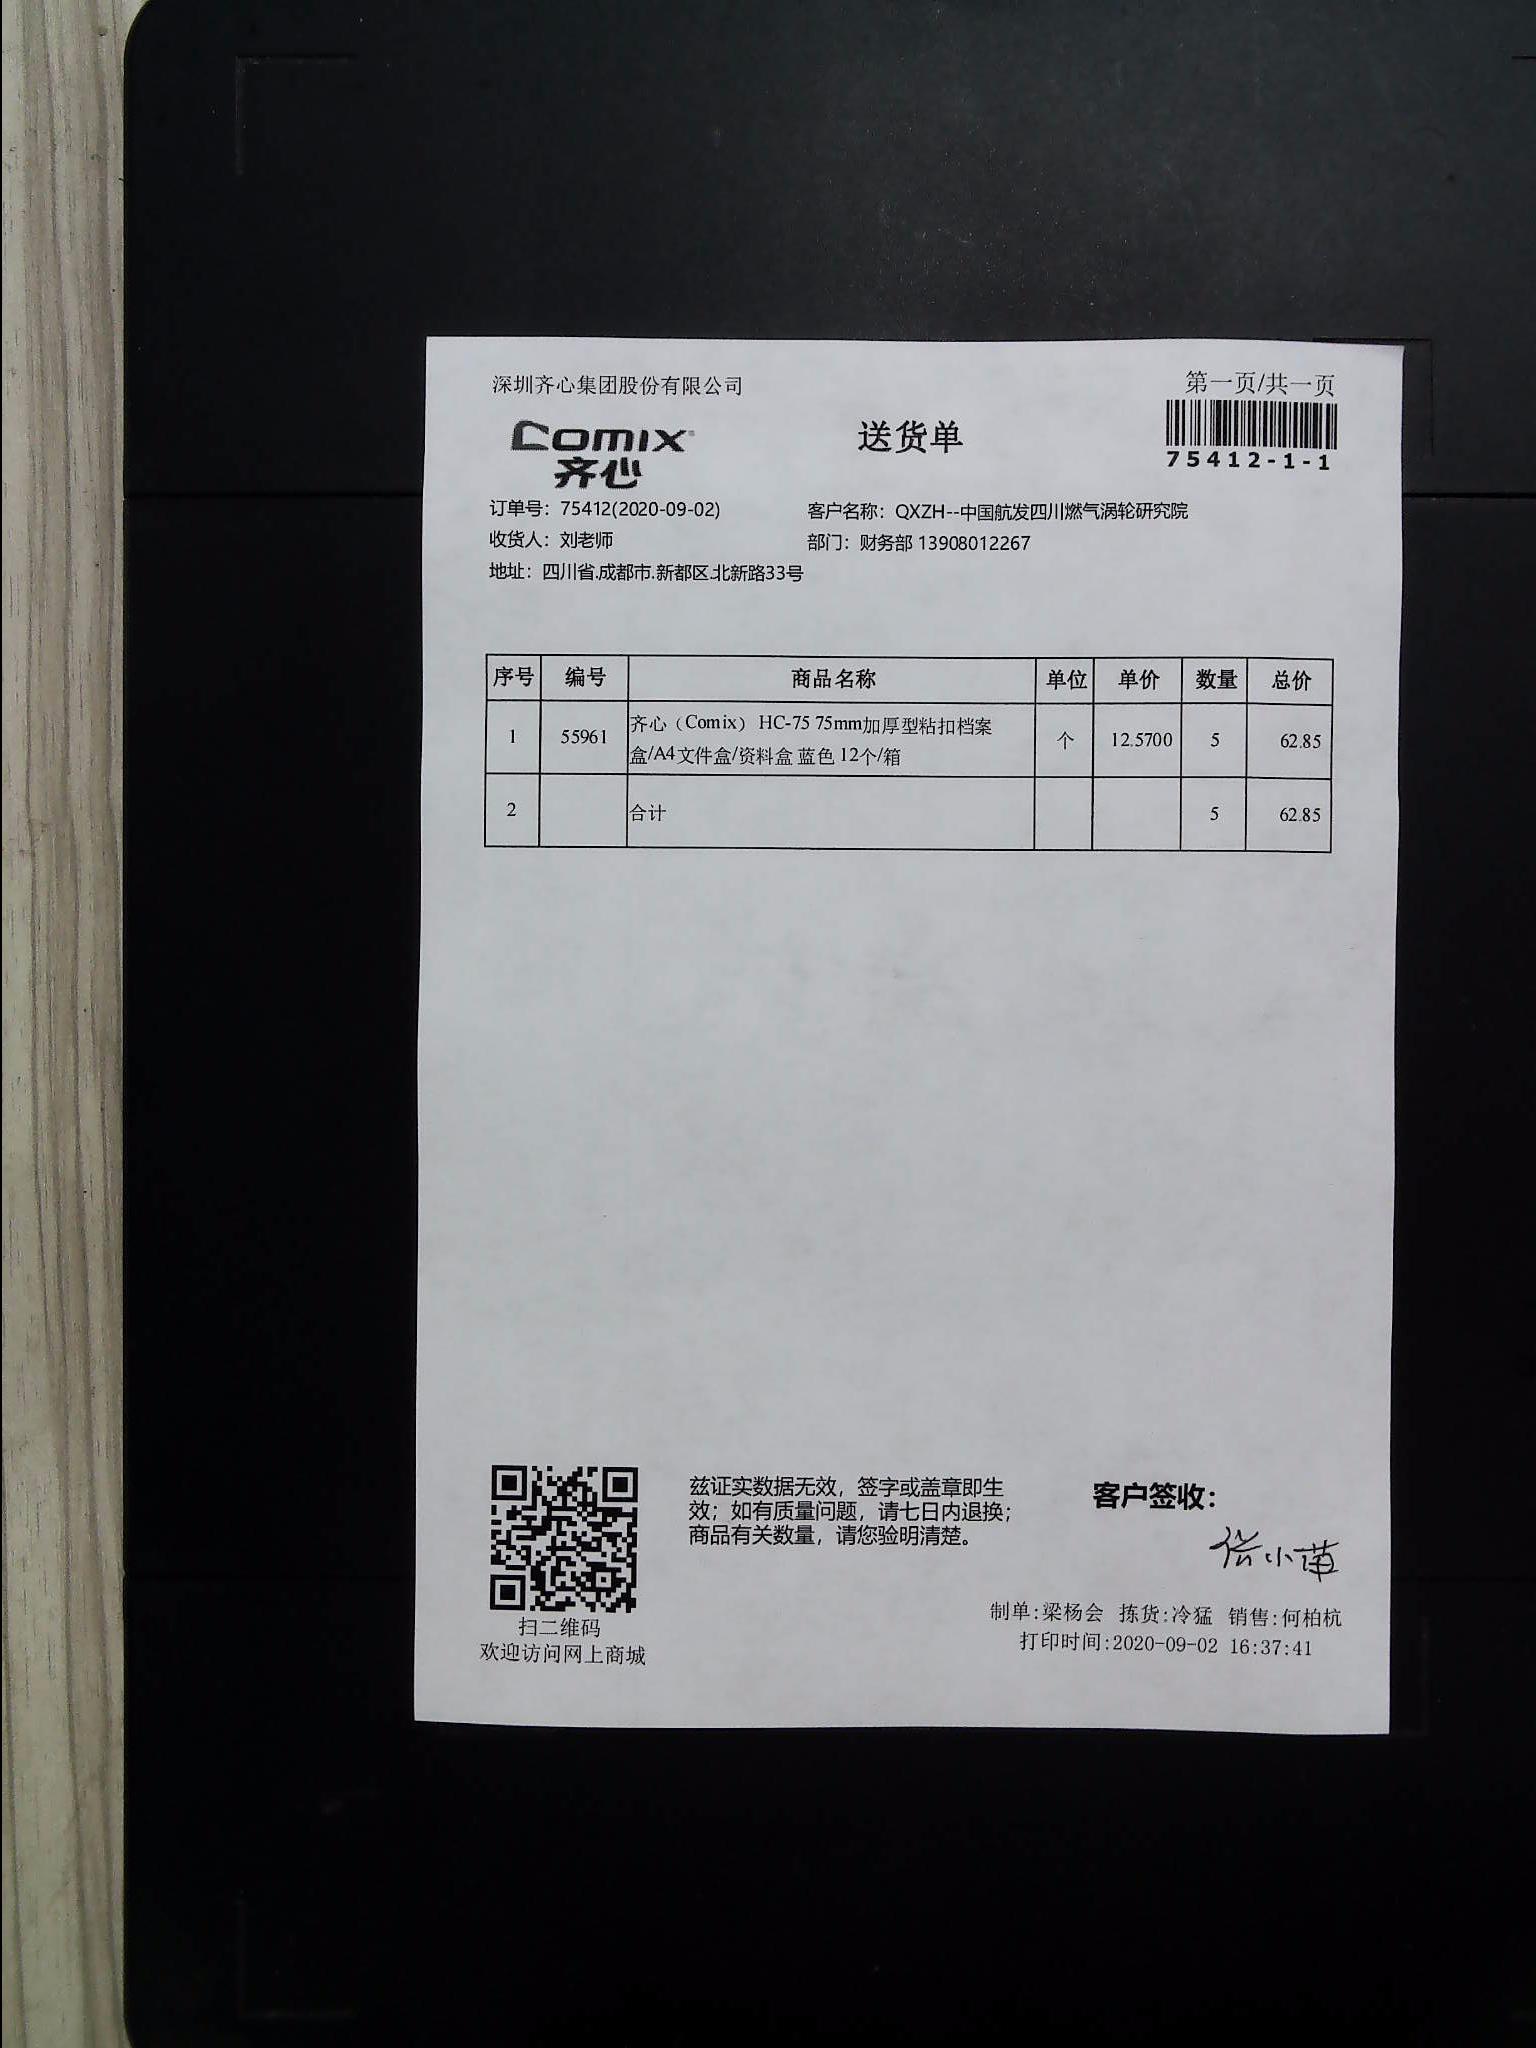 深圳齐心集团股份有限公司
第一页/共一页
Comix
齐心
送货单
75412-1-1
订单号：75412(2020-09-02)
客户名称：QXZH--中国航发四川燃气涡轮研究院
收货人：刘老师
部门：财务部 13908012267
地址：四川省.成都市.新都区.北新路33号
序号 编号 商品名称 单位 单价 数量 总价
1 55961 齐心（Comix） HC-75 75mm加厚型粘扣档案 个 12.5700 5 62.85
盒/A4文件盒/资料盒 蓝色 12个/箱
2 合计 5 62.85
兹证实数据无效，签字或盖章即生
效；如有质量问题，请七日内退换；
商品有关数量，请您验明清楚。
客户签收：
扫二维码
欢迎访问网上商城
制单:梁杨会 拣货:冷猛 销售:何柏杭
打印时间:2020-09-02 16:37:41